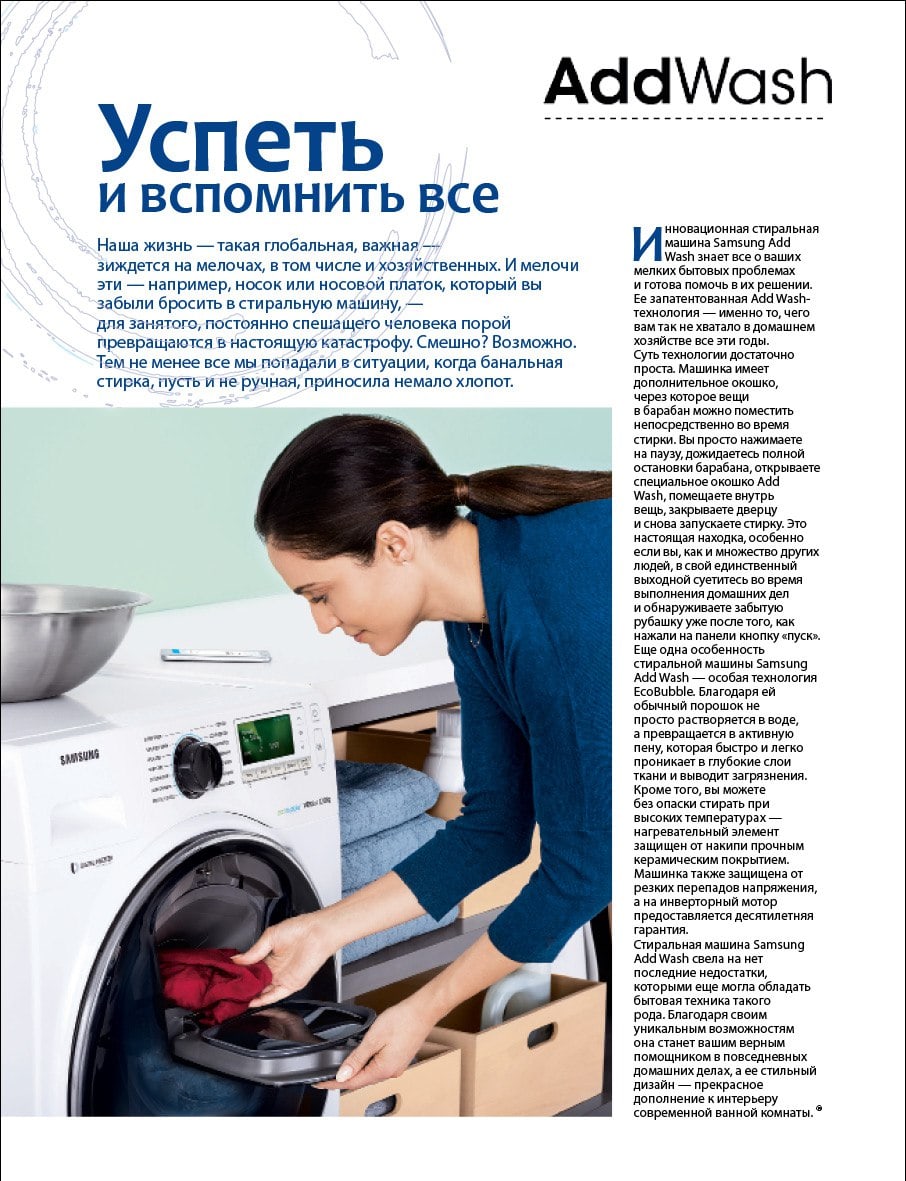 AddWash
Успеть
и вспомнить все
Наша жизнь — такая глобальная, важная —
зиждется на мелочах, в том числе и хозяйственных. И мелочи
эти — например, носок или носовой платок, который вы
забыли бросить в стиральную машину, —
для занятого, постоянно спешащего человека порой
превращаются в настоящую катастрофу. Смешно? Возможно.
Тем не менее все мы попадали в ситуации, когда банальная
стирка, пусть и не ручная, приносила немало хлопот.
Инновационная стиральная
машина Samsung Add
Wash знает все о ваших
мелких бытовых проблемах
и готова помочь в их решении.
Ее запатентованная Add Wash-
технология — именно то, чего
вам так не хватало в домашнем
хозяйстве все эти годы.
Суть технологии достаточно
проста. Машинка имеет
дополнительное окошко,
через которое вещи
в барабан можно поместить
непосредственно во время
стирки. Вы просто нажимаете
на паузу, дожидаетесь полной
остановки барабана, открываете
специальное окошко Add
Wash, помещаете внутрь
вещь, закрываете дверцу
и снова запускаете стирку. Это
настоящая находка, особенно
если вы, как и множество других
людей, в свой единственный
выходной суетитесь во время
выполнения домашних дел
и обнаруживаете забытую
рубашку уже после того, как
нажали на панели кнопку «пуск».
Еще одна особенность
стиральной машины Samsung
Add Wash — особая технология
EcoBubble. Благодаря ей
обычный порошок не
просто растворяется в воде,
а превращается в активную
пену, которая быстро и легко
проникает в глубокие слои
ткани и выводит загрязнения.
Кроме того, вы можете
без опаски стирать при
высоких температурах —
нагревательный элемент
защищен от накипи прочным
керамическим покрытием.
Машинка также защищена от
резких перепадов напряжения,
а на инверторный мотор
предоставляется десятилетняя
гарантия.
Стиральная машина Samsung
Add Wash свела на нет
последние недостатки,
которыми еще могла обладать
бытовая техника такого
рода. Благодаря своим
уникальным возможностям
она станет вашим верным
помощником в повседневных
домашних делах, а ее стильный
дизайн — прекрасное
дополнение к интерьеру
современной ванной комнаты.
SAMSUNG